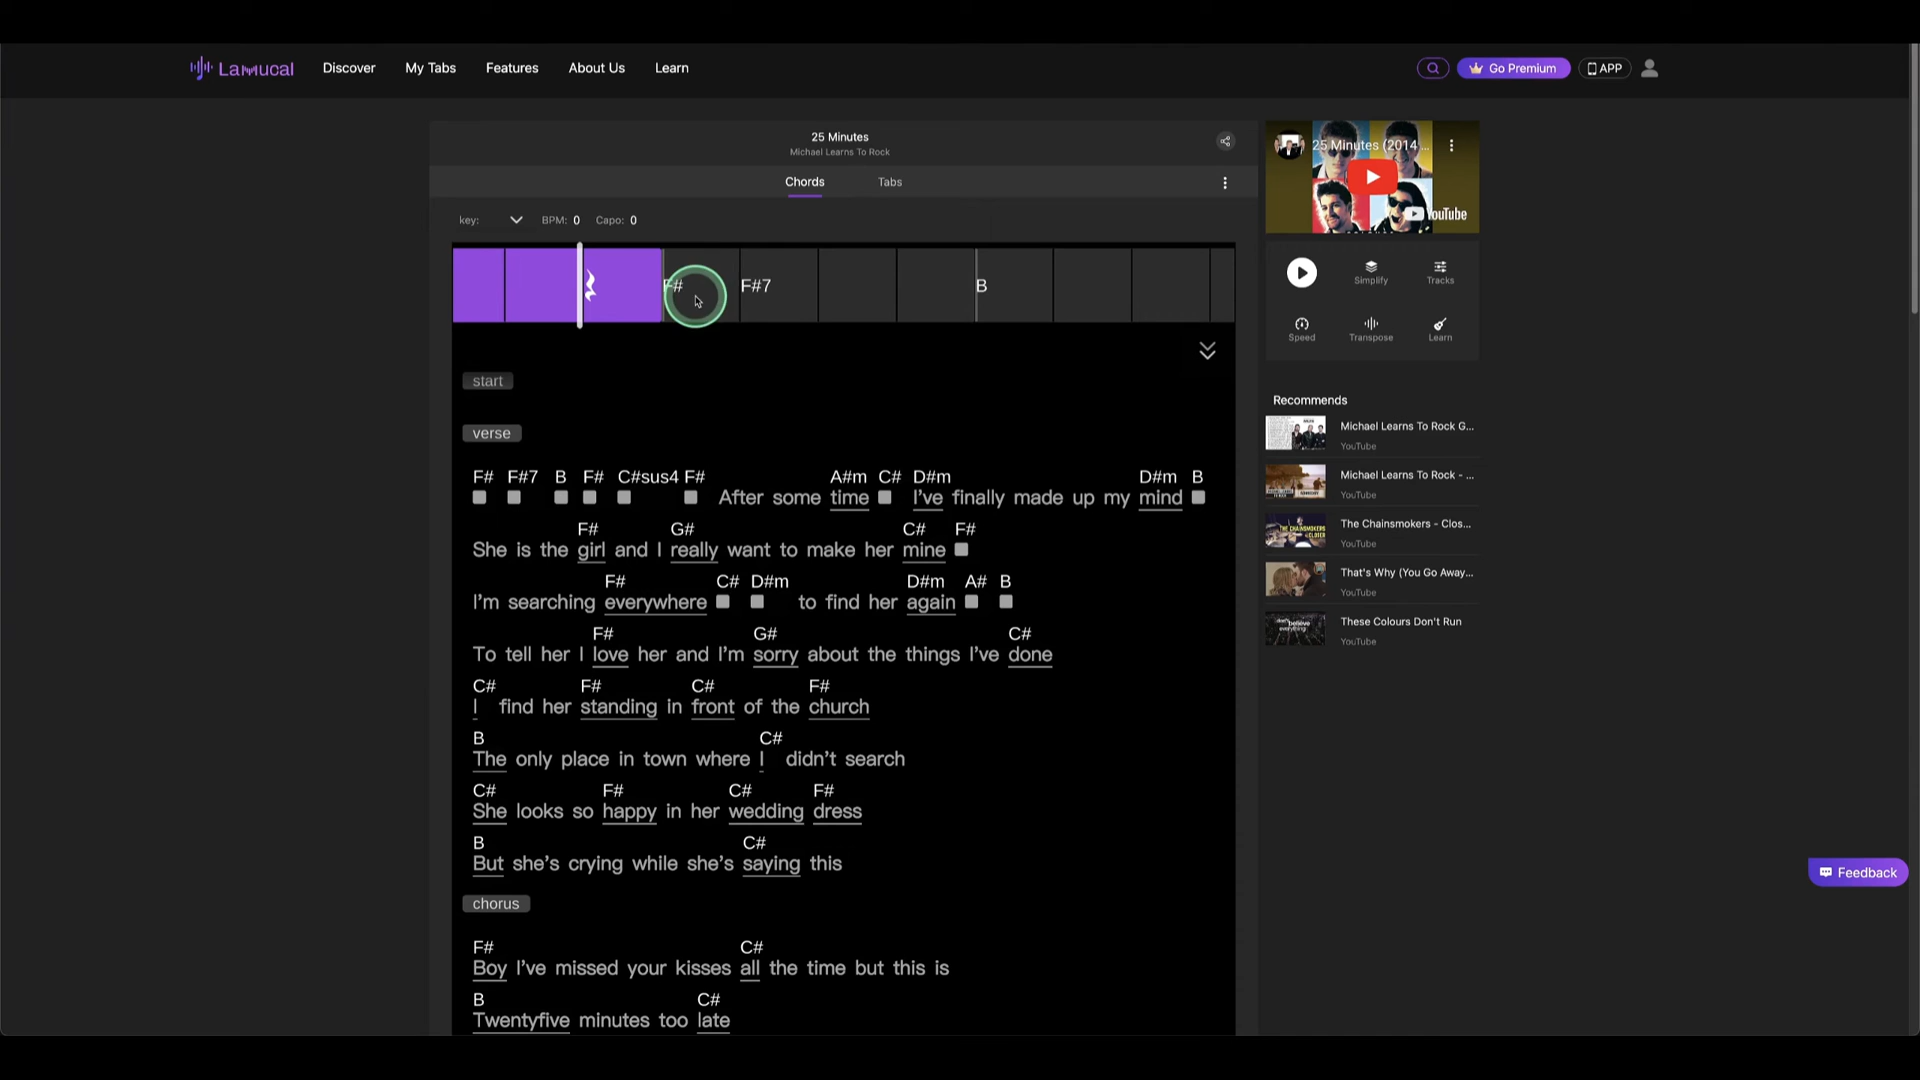 Lamucal Discover My Tabs Features About Us Learn Go Premium APP
25 Minutes
Michael Learns To Rock
Chords Tabs
key: BPM: 0 Capo: 0
F# F#7 B
start
verse
F# F#7 B F# C#sus4 F# A#m C# D#m D#m B
After some time I've finally made up my mind
F# G# C# F#
She is the girl and I really want to make her mine
F# C# D#m D#m A# B
I'm searching everywhere to find her again
F# G# C#
To tell her I love her and I'm sorry about the things I've done
C# F# C# F#
I find her standing in front of the church
B C#
The only place in town where I didn't search
C# F# C# F#
She looks so happy in her wedding dress
B C#
But she's crying while she's saying this
chorus
F# C#
Boy I've missed your kisses all the time but this is
B C#
Twentyfive minutes too late
25 Minutes (2014 ...
YouTube
Simplify Tracks
Speed Transpose Learn
Recommends
Michael Learns To Rock G...
YouTube
Michael Learns To Rock - ...
YouTube
The Chainsmokers - Clos...
YouTube
That's Why (You Go Away...
YouTube
These Colours Don't Run
YouTube
Feedback